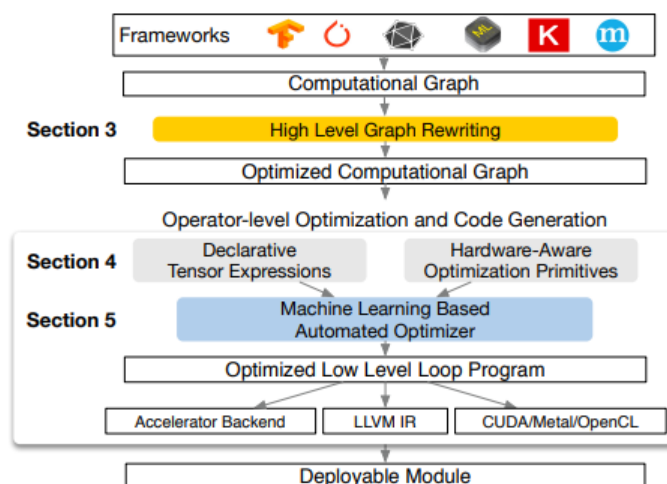 Frameworks
ML
K
m
Computational Graph
Section 3
High Level Graph Rewriting
Optimized Computational Graph
Operator-level Optimization and Code Generation
Section 4
Declarative
Tensor Expressions
Hardware-Aware
Optimization Primitives
Section 5
Machine Learning Based
Automated Optimizer
Optimized Low Level Loop Program
Accelerator Backend
LLVM IR
CUDA/Metal/OpenCL
Deployable Module